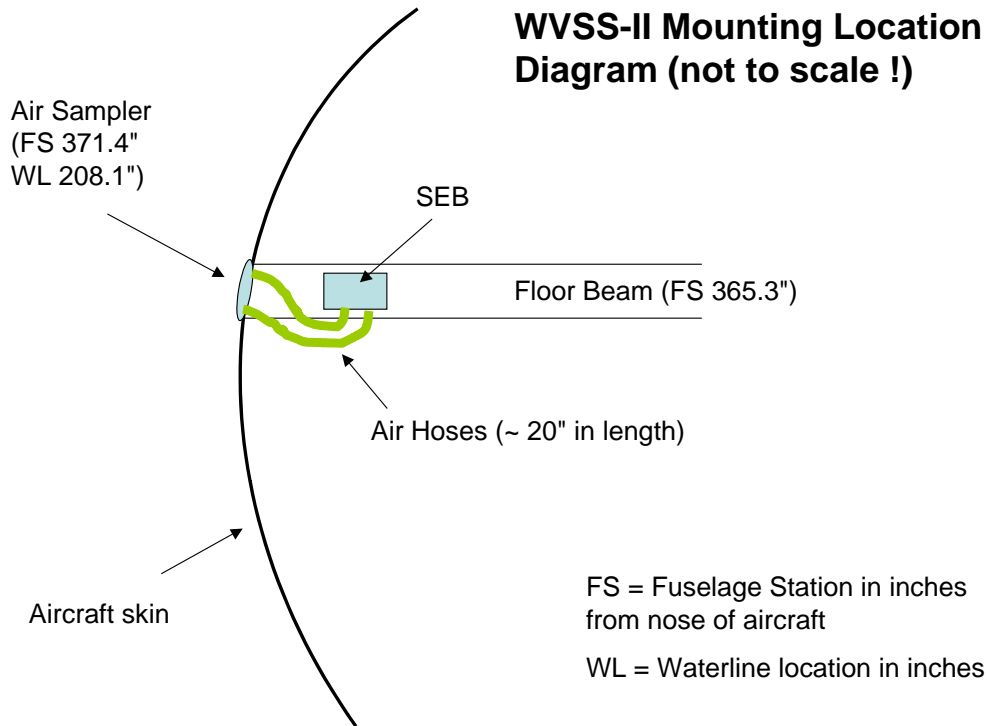 WVSS-II Mounting Location
Diagram (not to scale !)
Air Sampler
(FS 371.4"
WL 208.1")
SEB
Floor Beam (FS 365.3")
Air Hoses (~ 20" in length)
Aircraft skin
FS = Fuselage Station in inches
from nose of aircraft
WL = Waterline location in inches